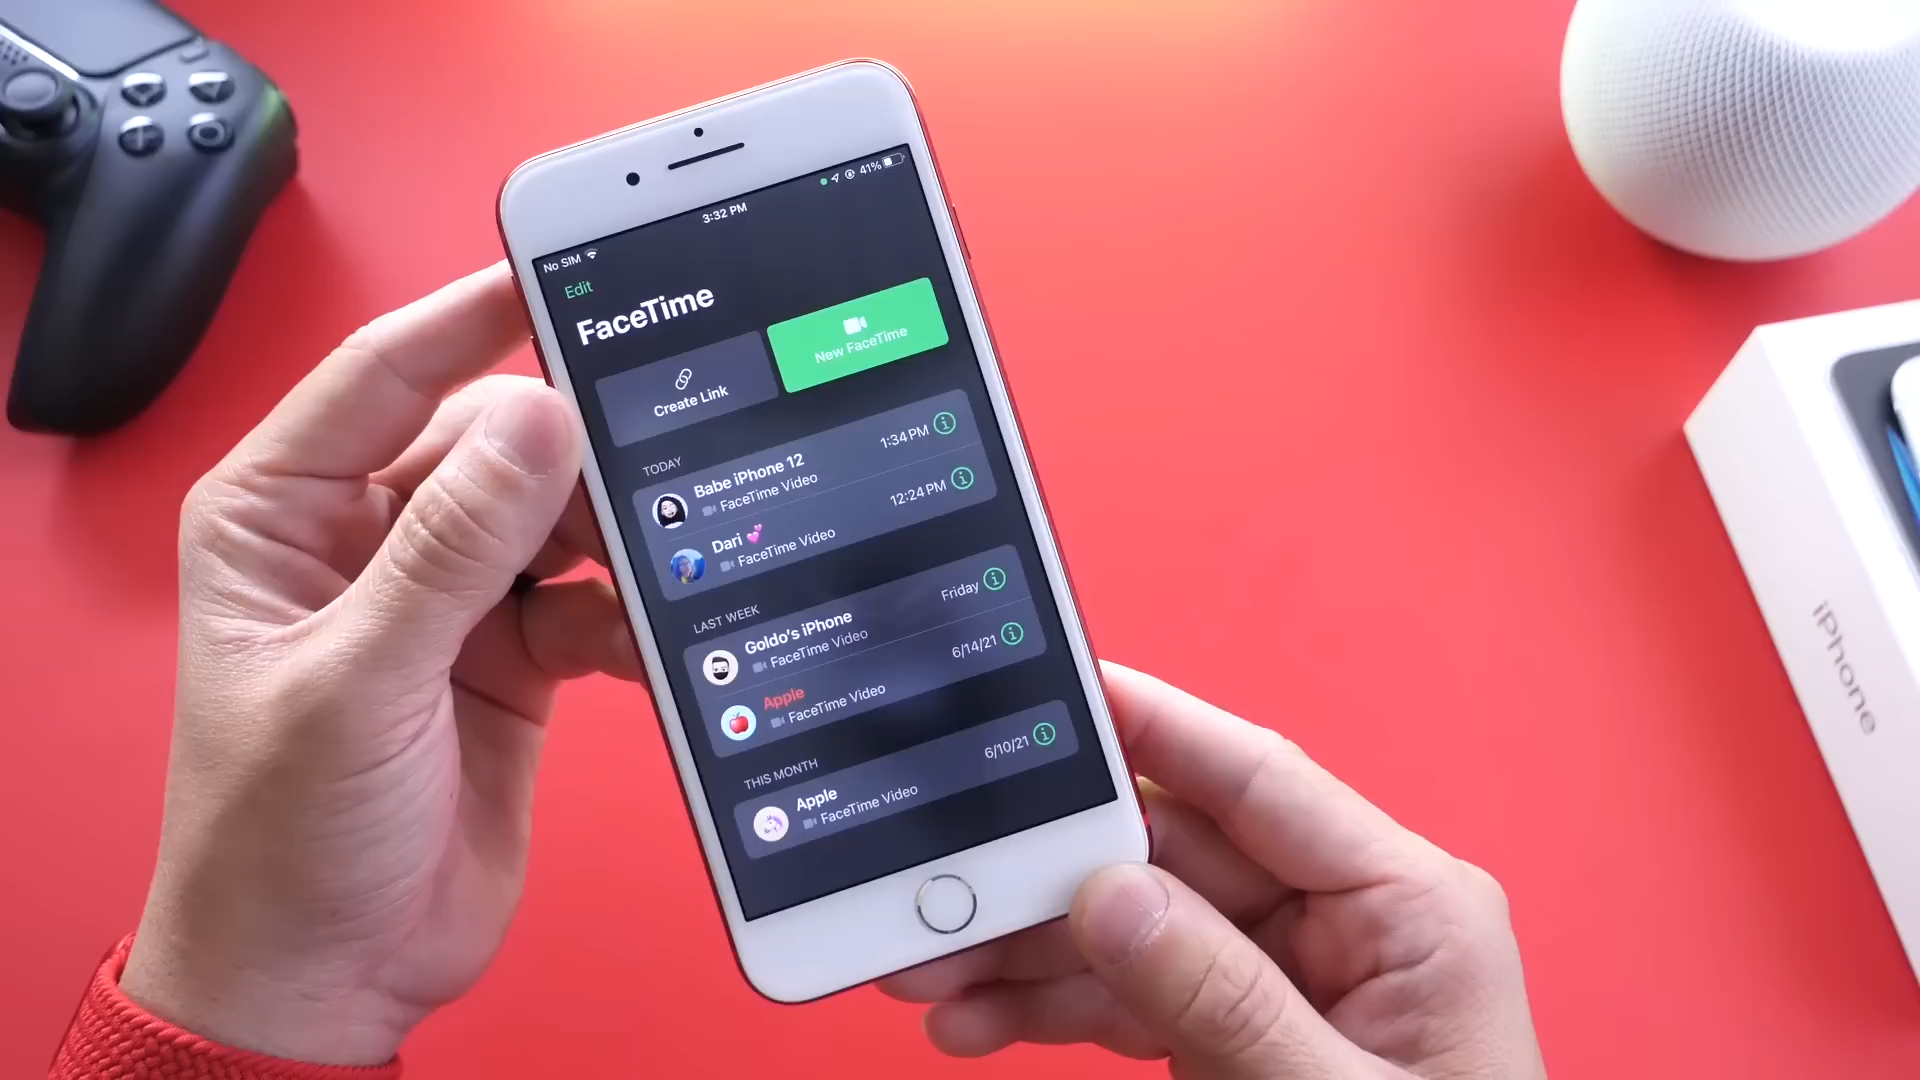 3:32 PM
41%
No SIM
Edit
FaceTime
Create Link
New FaceTime
TODAY
Babe iPhone 12
FaceTime Video
1:34 PM
Dari 💕
FaceTime Video
12:24 PM
LAST WEEK
Goldo's iPhone
FaceTime Video
Friday
Apple
FaceTime Video
6/14/21
THIS MONTH
Apple
FaceTime Video
6/10/21
iPhone